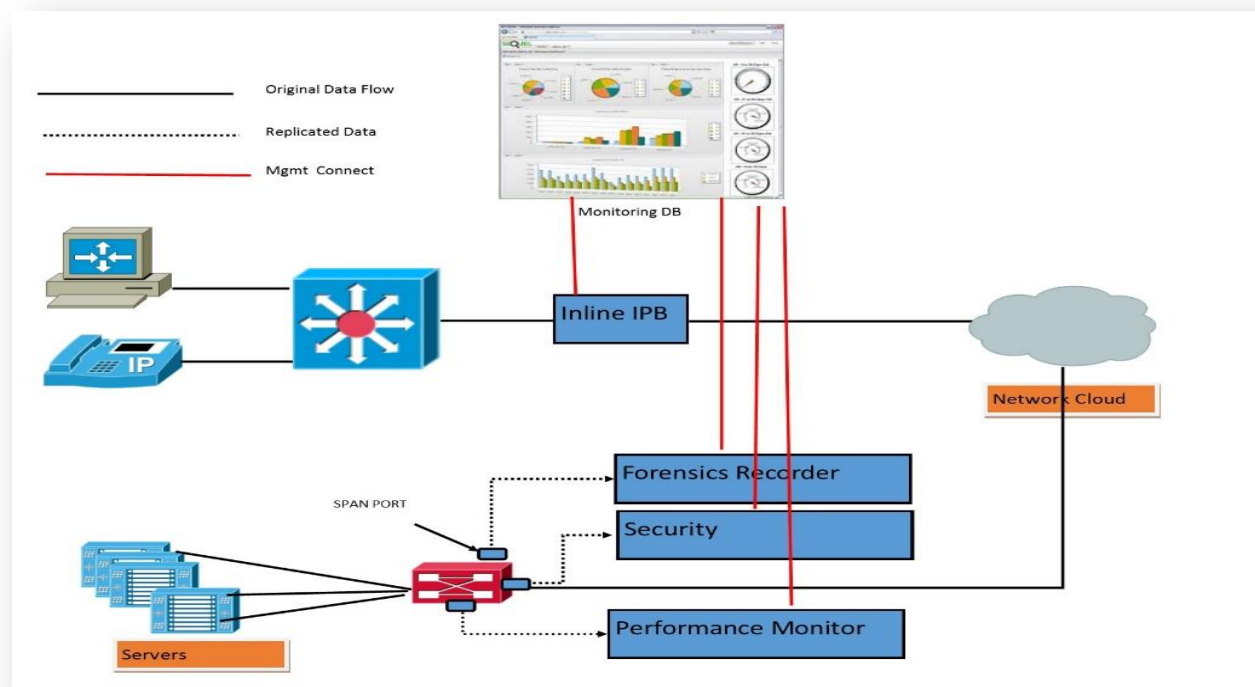 Original Data Flow
Replicated Data
Mgmt Connect
Monitoring DB
Inline IPB
IP
Network Cloud
Forensics Recorder
SPAN PORT
Security
Performance Monitor
Servers